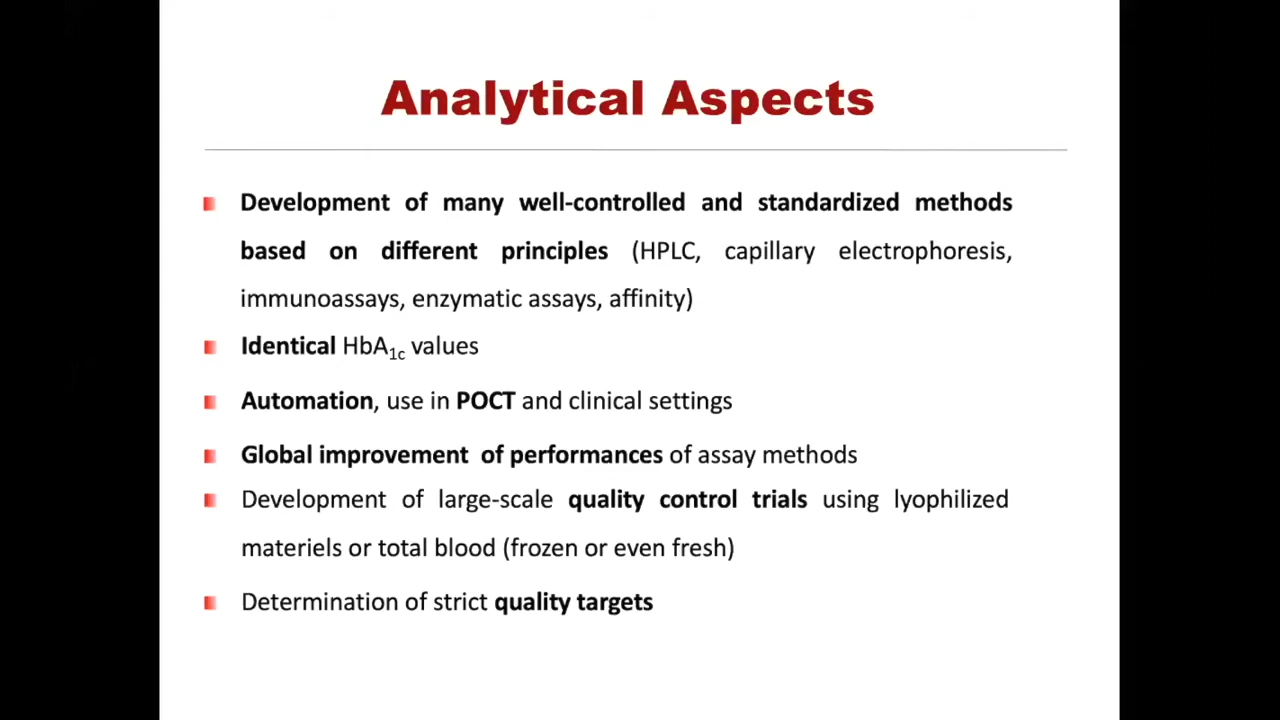 Analytical Aspects
Development of many well-controlled and standardized methods
based on different principles (HPLC, capillary electrophoresis,
immunoassays, enzymatic assays, affinity)
Identical HbA1c values
Automation, use in POCT and clinical settings
Global improvement of performances of assay methods
Development of large-scale quality control trials using lyophilized
materiels or total blood (frozen or even fresh)
Determination of strict quality targets